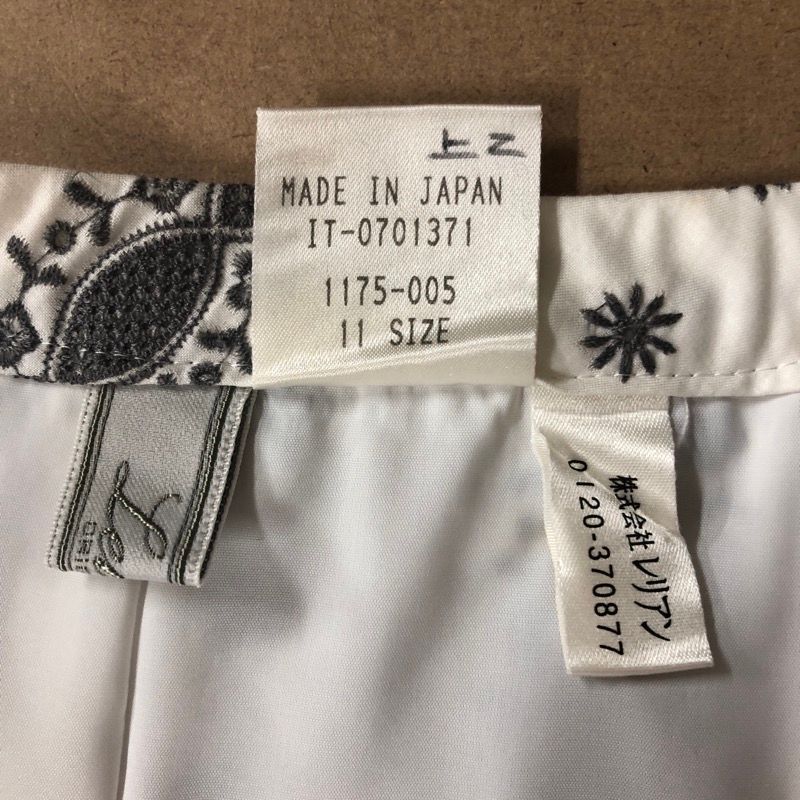 上Z
MADE IN JAPAN
IT-0701371
1175-005
11 SIZE
株式会社 レリアン
0120-370877